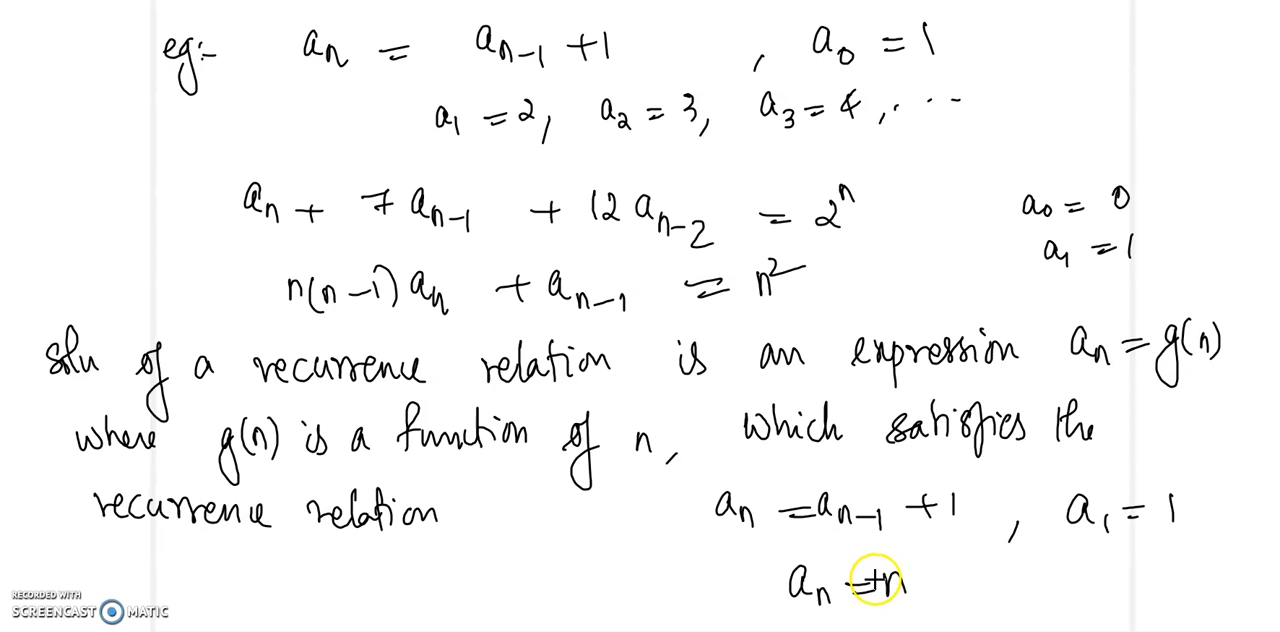 eg:- aₙ = aₙ₋₁ + 1 , a₀ = 1
a₁ = 2, a₂ = 3, a₃ = 4, . . .
aₙ + 7aₙ₋₁ + 12aₙ₋₂ = 2ⁿ a₀ = 0
a₁ = 1
n(n-1)aₙ + aₙ₋₁ = n²
Soln of a recurrence relation is an expression aₙ = g(n)
where g(n) is a function of n, which satisfies the
recurrence relation aₙ = aₙ₋₁ + 1 , a₁ = 1
aₙ = n
RECORDED WITH
SCREENCAST MATIC